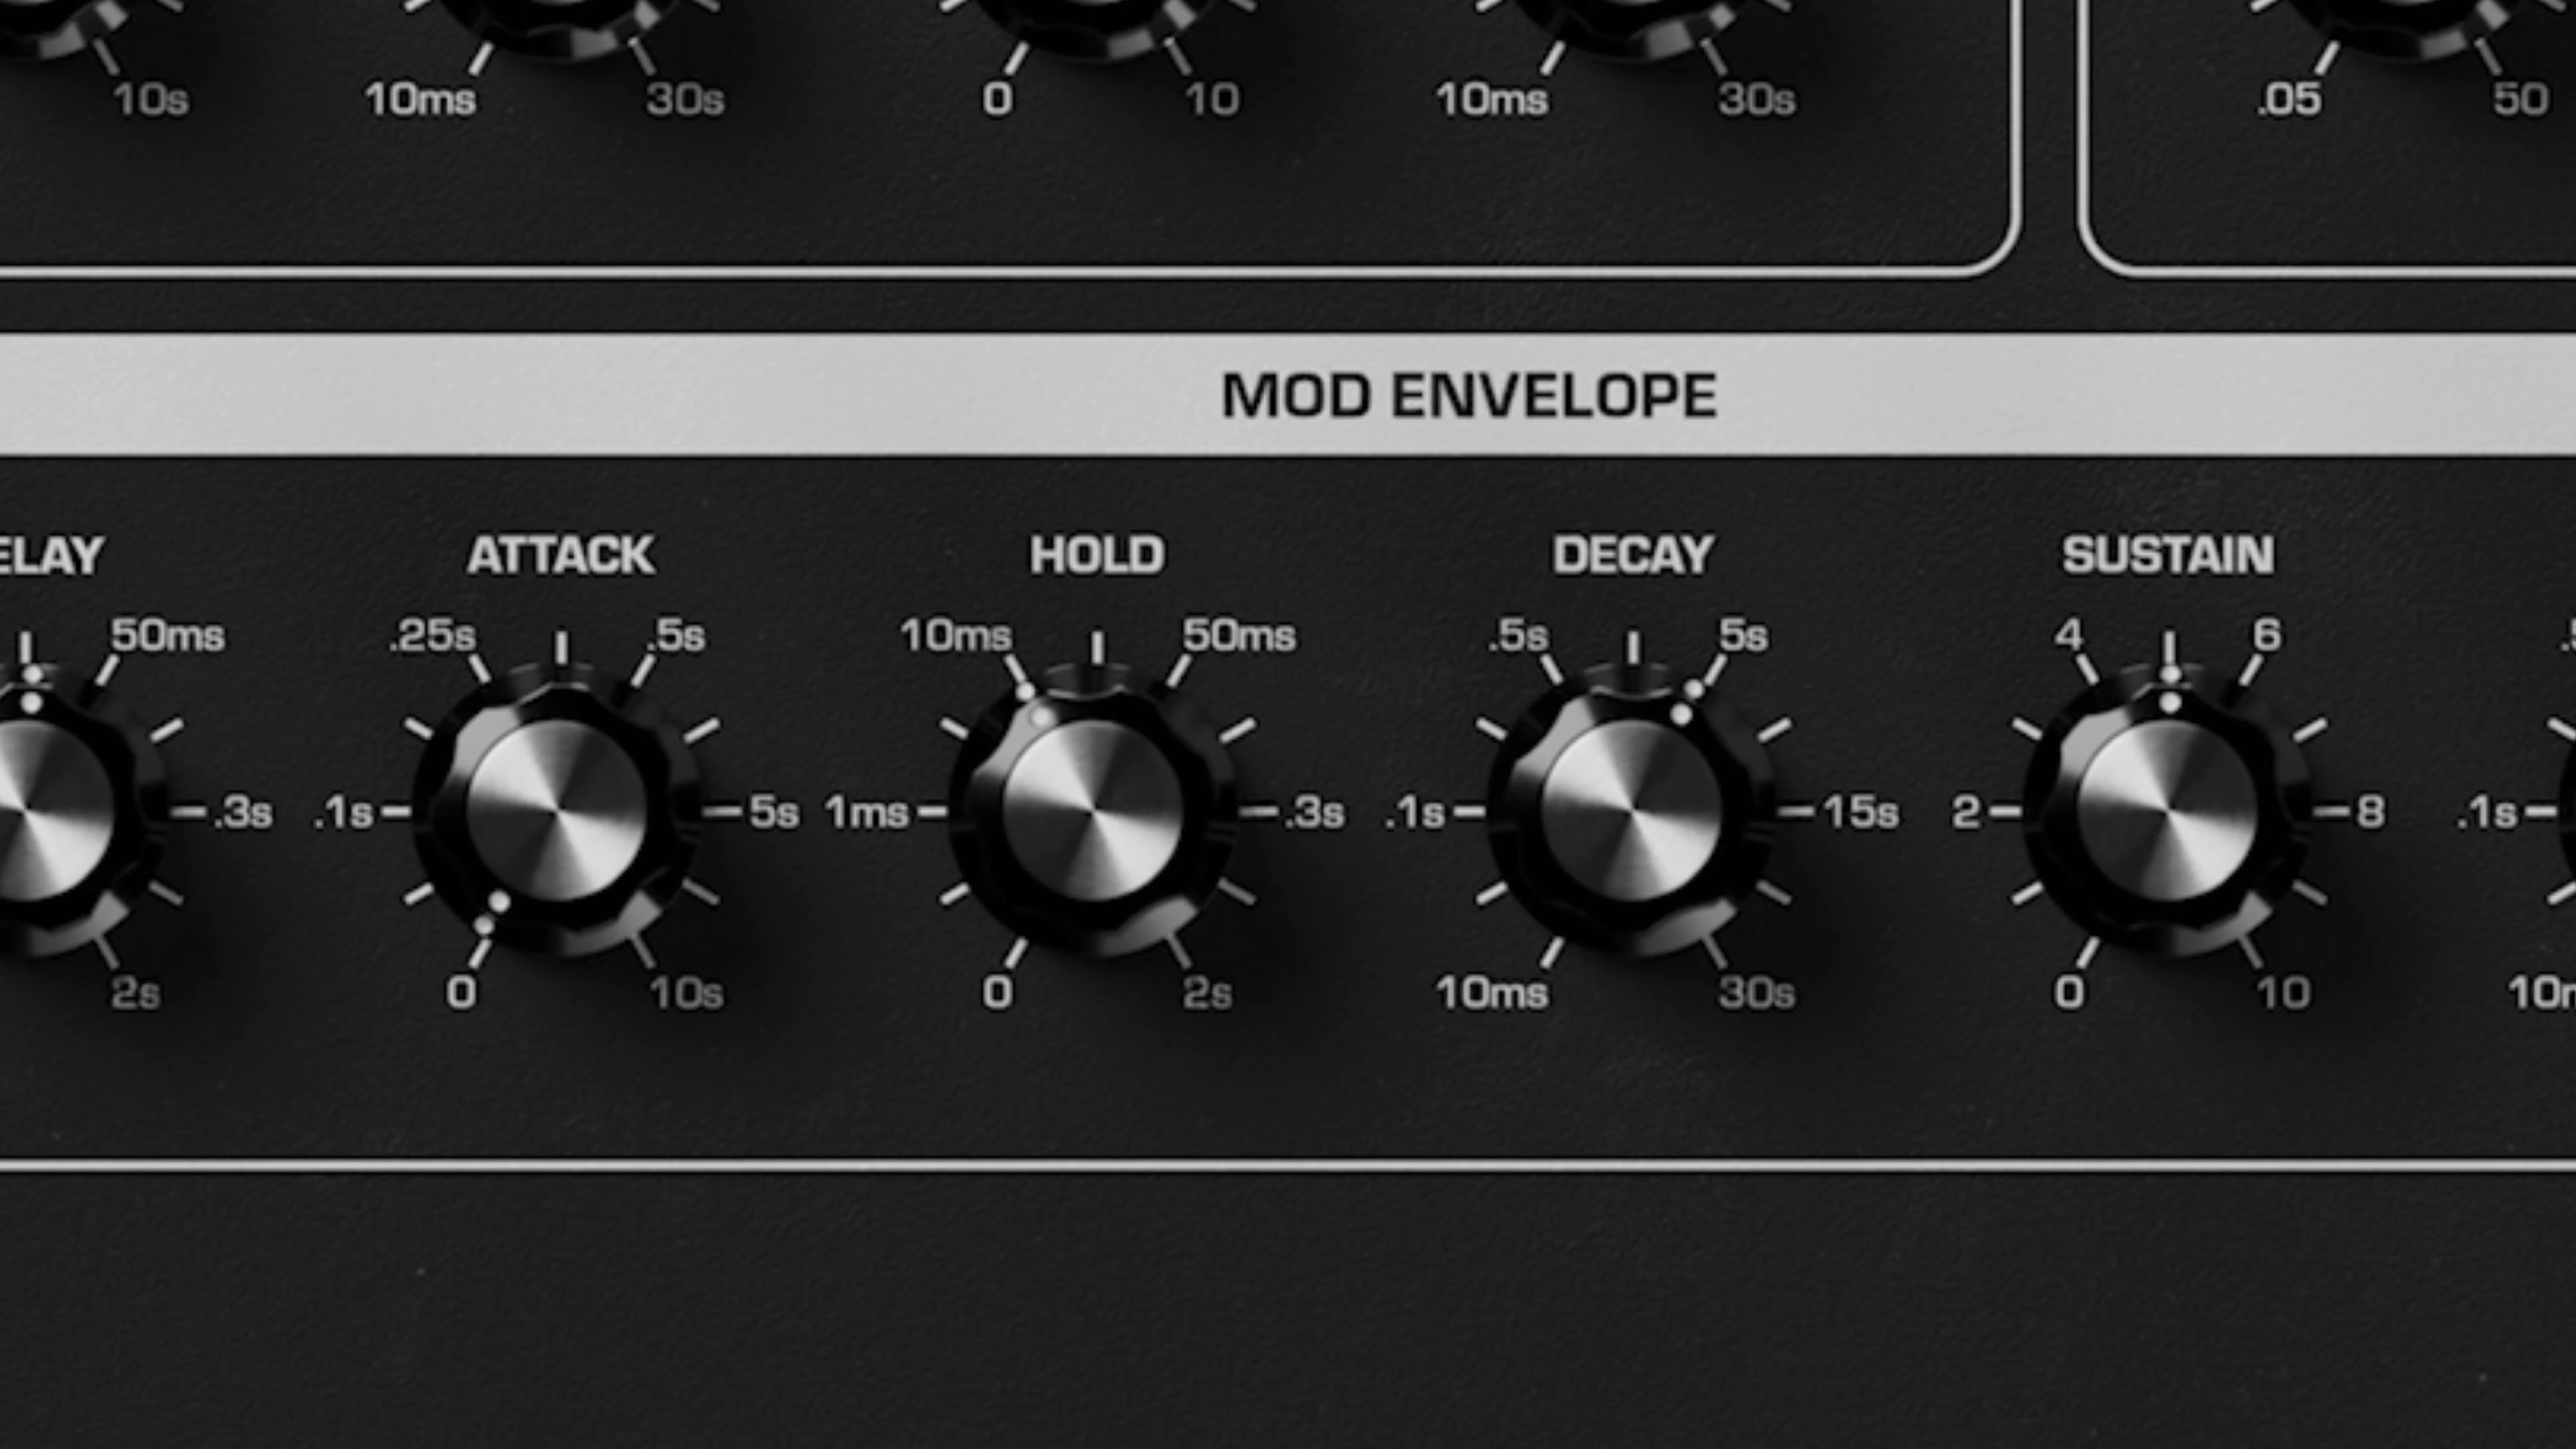 10s 10ms 30s 0 10 10ms 30s .05 50
MOD ENVELOPE
ELAY ATTACK HOLD DECAY SUSTAIN
50ms .25s .5s 10ms 50ms .5s 5s 4 6
.3s .1s 5s 1ms .3s .1s 15s 2 8 .1s
2s 0 10s 0 2s 10ms 30s 0 10 10m